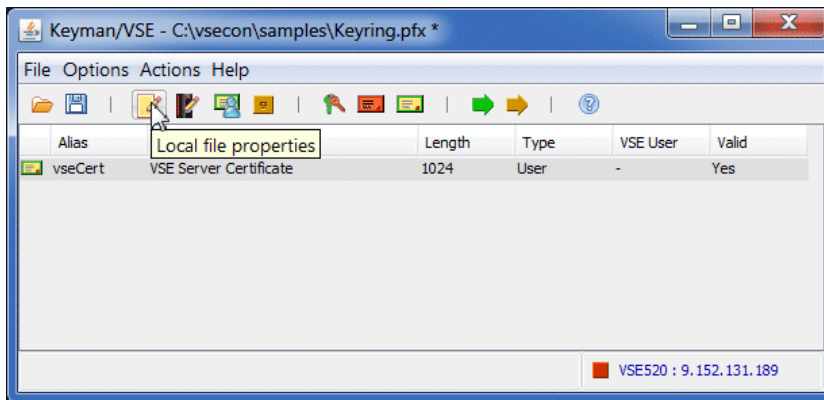 Keyman/VSE - C:\vsecon\samples\Keyring.pfx *
File Options Actions Help
Local file properties
Alias Length Type VSE User Valid
vseCert VSE Server Certificate 1024 User - Yes
VSE520 : 9.152.131.189